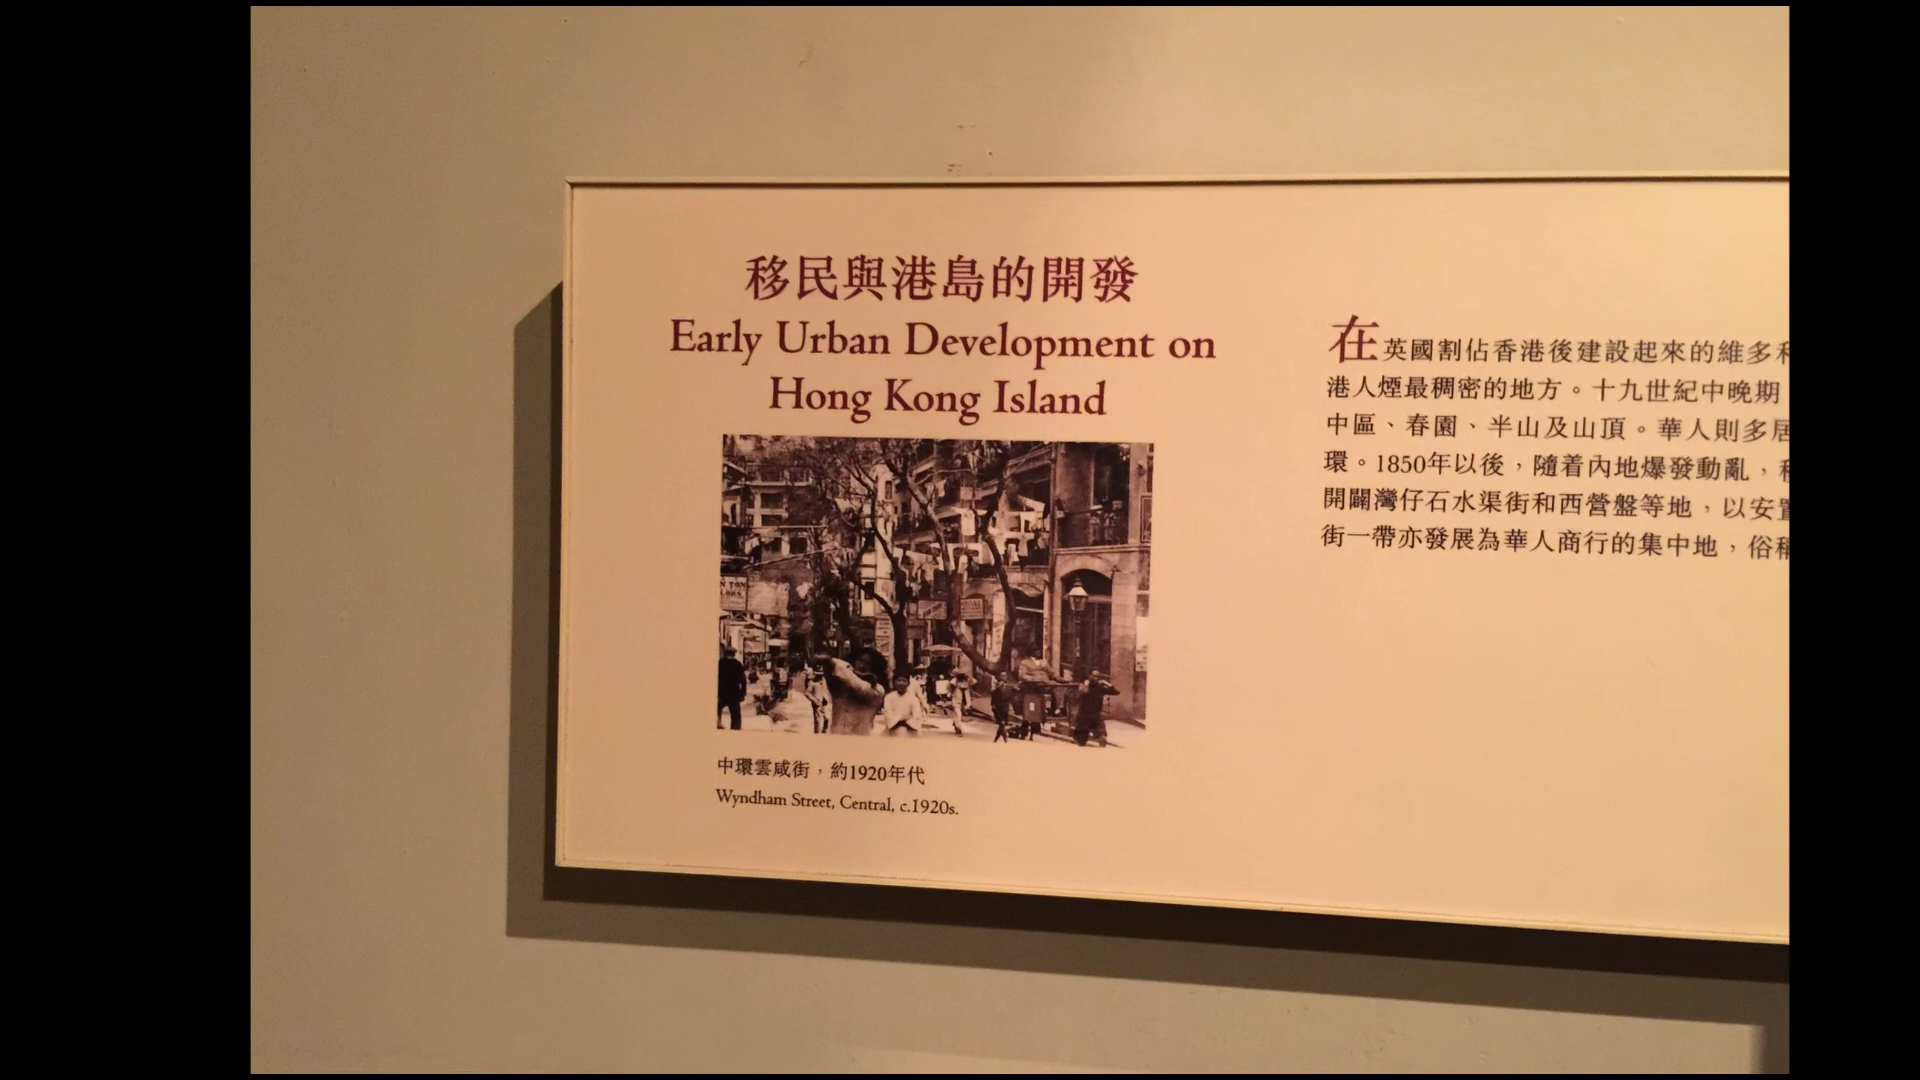 移民與港島的開發
Early Urban Development on
Hong Kong Island
中環雲咸街，約1920年代
Wyndham Street, Central, c.1920s.
在英國割佔香港後建設起來的維多
港人煙最稠密的地方。十九世紀中晚期
中區、春園、半山及山頂。華人則多居
環。1850年以後，隨着內地爆發動亂，
開闢灣仔石水渠街和西營盤等地，以安
街一帶亦發展為華人商行的集中地，俗